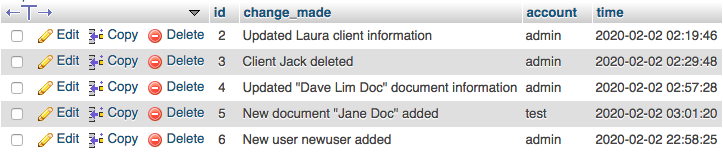 id change_made account time
Edit Copy Delete 2 Updated Laura client information admin 2020-02-02 02:19:46
Edit Copy Delete 3 Client Jack deleted admin 2020-02-02 02:29:48
Edit Copy Delete 4 Updated "Dave Lim Doc" document information admin 2020-02-02 02:57:28
Edit Copy Delete 5 New document "Jane Doc" added test 2020-02-02 03:01:20
Edit Copy Delete 6 New user newuser added admin 2020-02-02 22:58:25